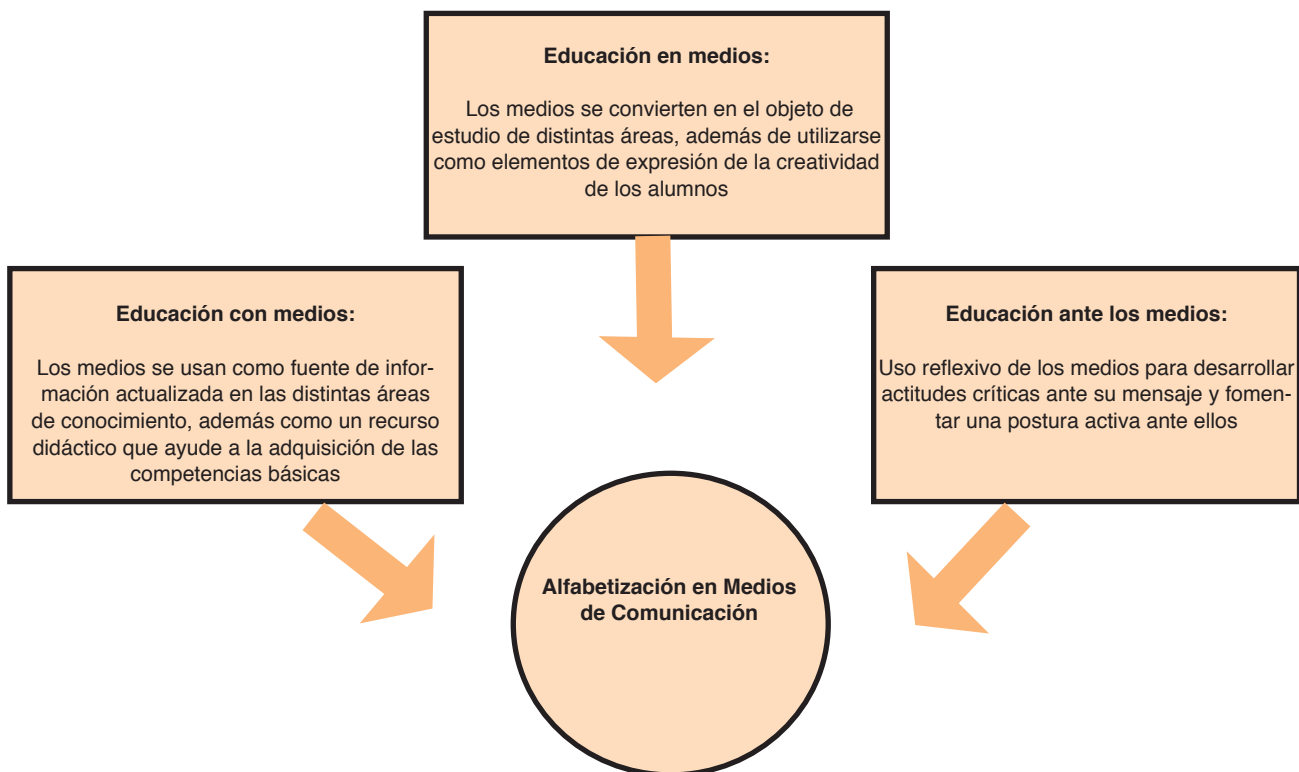 Educación en medios:
Los medios se convierten en el objeto de
estudio de distintas áreas, además de utilizarse
como elementos de expresión de la creatividad
de los alumnos
Educación con medios:
Los medios se usan como fuente de infor-
mación actualizada en las distintas áreas
de conocimiento, además como un recurso
didáctico que ayude a la adquisición de las
competencias básicas
Educación ante los medios:
Uso reflexivo de los medios para desarrollar
actitudes críticas ante su mensaje y fomen-
tar una postura activa ante ellos
Alfabetización en Medios
de Comunicación